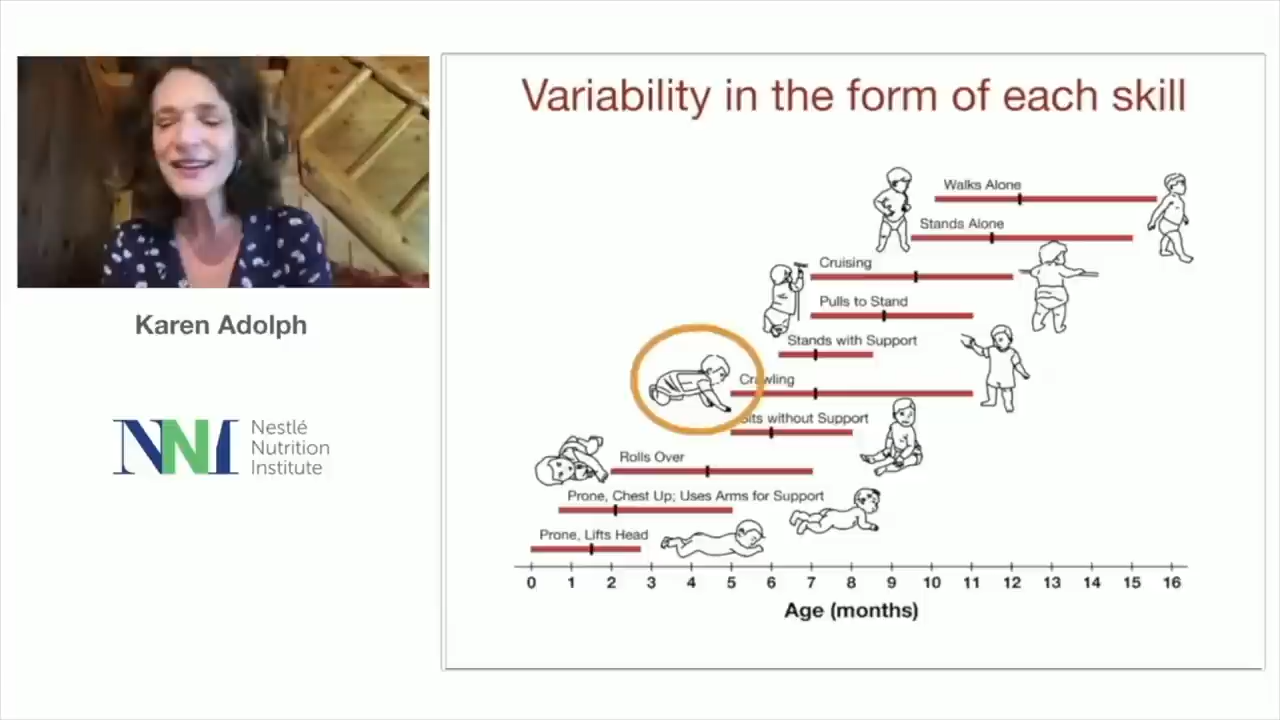 Karen Adolph
NNI
Nestlé
Nutrition
Institute
Variability in the form of each skill
Walks Alone
Stands Alone
Cruising
Pulls to Stand
Stands with Support
Crawling
Sits without Support
Rolls Over
Prone, Chest Up; Uses Arms for Support
Prone, Lifts Head
0 1 2 3 4 5 6 7 8 9 10 11 12 13 14 15 16
Age (months)